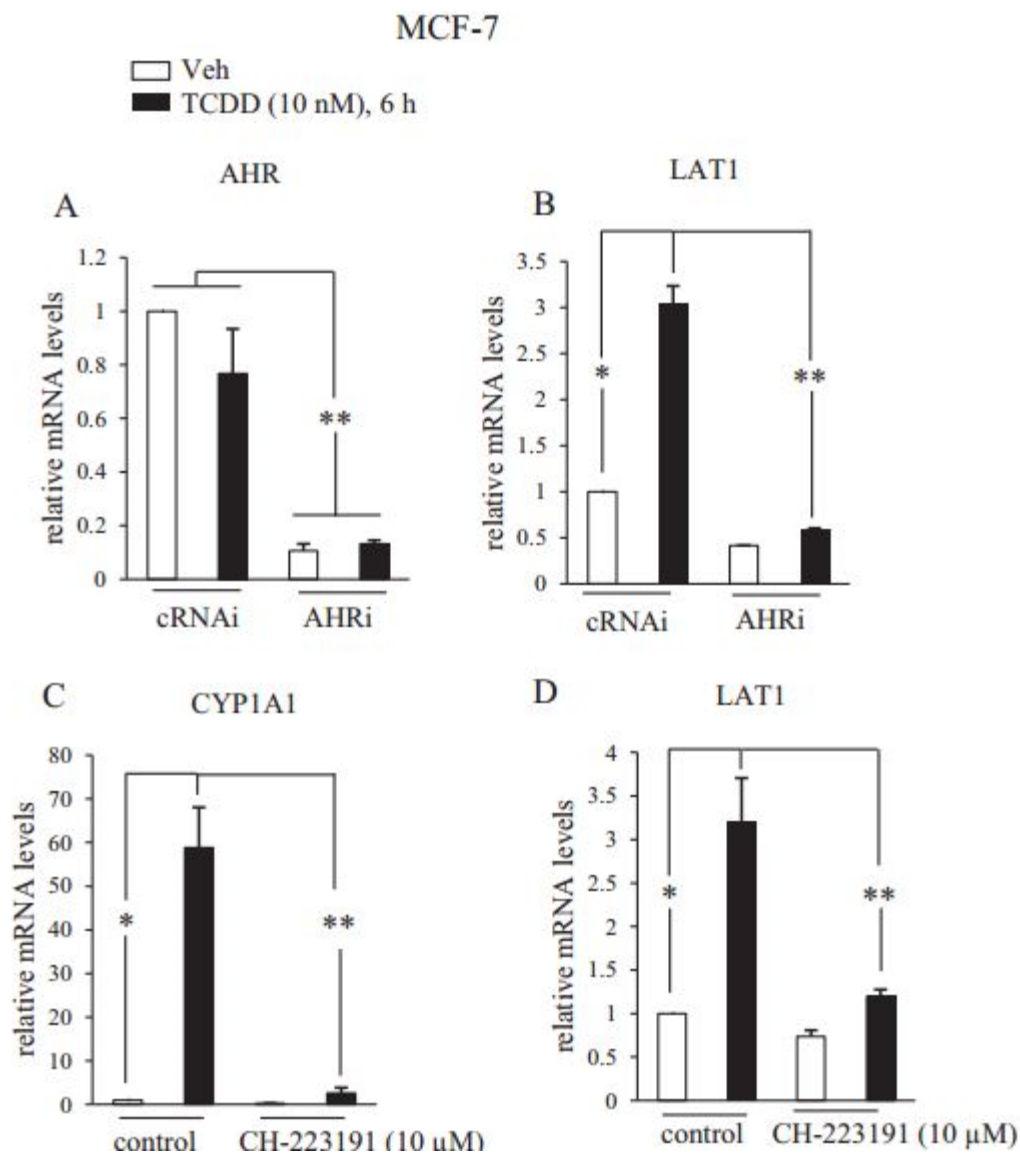 MCF-7
Veh
TCDD (10 nM), 6 h
AHR
A
relative mRNA levels
1.2
1
0.8
0.6
0.4
0.2
0
**
cRNAi
AHRi
LAT1
B
relative mRNA levels
3.5
3
2.5
2
1.5
1
0.5
0
*
**
cRNAi
AHRi
C
CYP1A1
relative mRNA levels
80
70
60
50
40
30
20
10
0
*
**
control
CH-223191 (10 µM)
D
LAT1
relative mRNA levels
4
3.5
3
2.5
2
1.5
1
0.5
0
*
**
control
CH-223191 (10 µM)